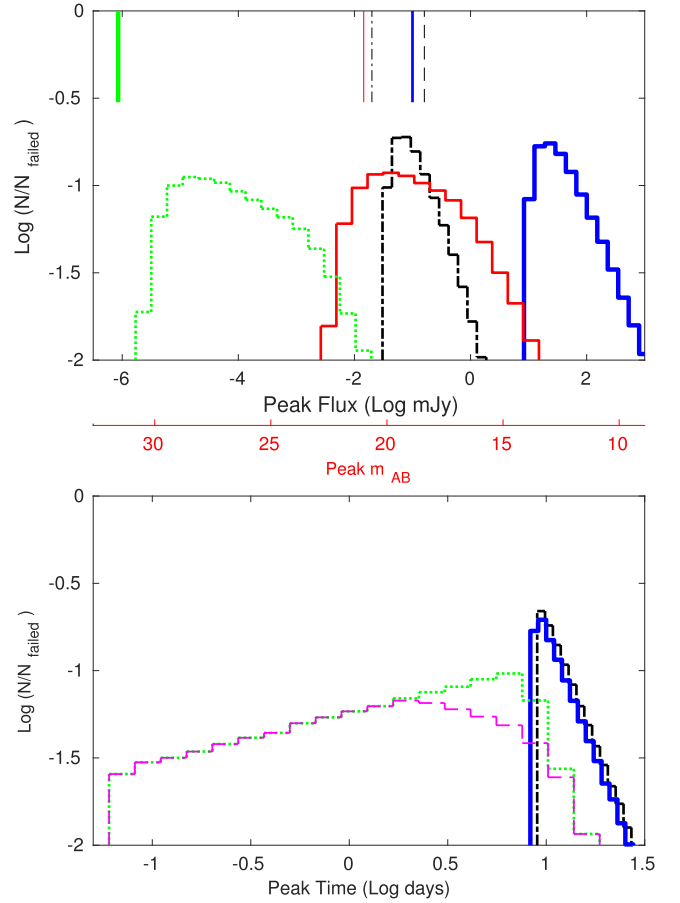 0
-0.5
-1
-1.5
-2
Log (N/N failed)
-6 -4 -2 0 2
Peak Flux (Log mJy)
30 25 20 15 10
Peak m AB
0
-0.5
-1
-1.5
-2
Log (N/N failed)
-1 -0.5 0 0.5 1 1.5
Peak Time (Log days)